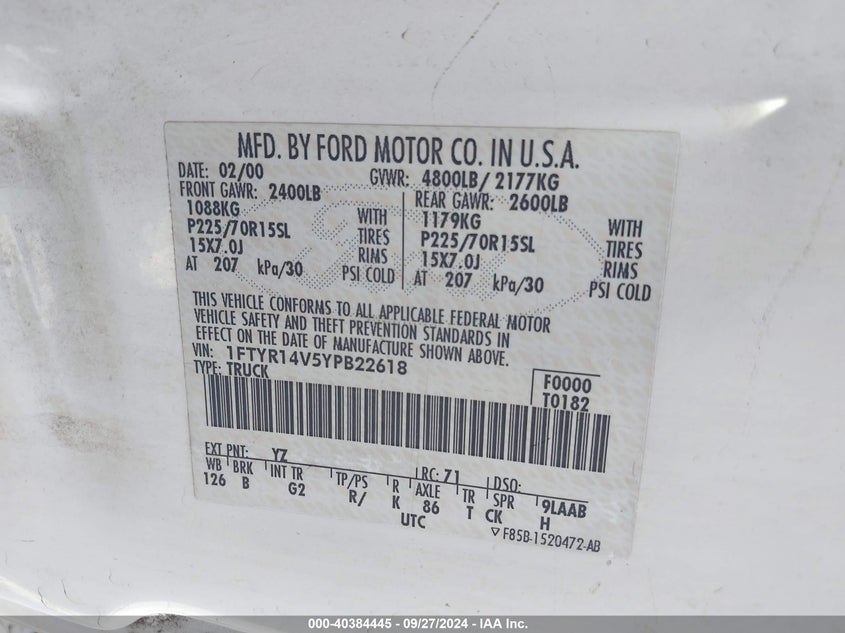 MFD. BY FORD MOTOR CO. IN U.S.A.
DATE: 02/00 GVWR: 4800LB/ 2177KG
FRONT GAWR: 2400LB REAR GAWR: 2600LB
1088KG WITH 1179KG WITH
P225/70R15SL TIRES P225/70R15SL TIRES
15X7.0J RIMS 15X7.0J RIMS
AT 207 kPa/30 PSI COLD AT 207 kPa/30 PSI COLD
THIS VEHICLE CONFORMS TO ALL APPLICABLE FEDERAL MOTOR
VEHICLE SAFETY AND THEFT PREVENTION STANDARDS IN
EFFECT ON THE DATE OF MANUFACTURE SHOWN ABOVE.
VIN: 1FTYR14V5YPB22618
TYPE: TRUCK
F0000
T0182
EXT PNT: YZ RC: 71 DSO:
WB BRK INT TR TP/PS R AXLE TR SPR 9LAAB
126 B G2 R/ K 86 T CK H
UTC
F85B-1520472-AB
000-40384445 - 09/27/2024 - IAA Inc.